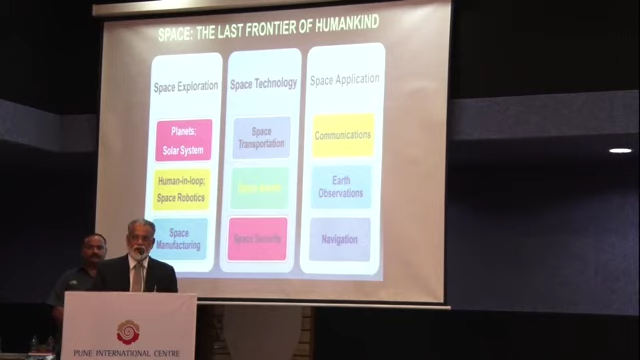 SPACE: THE LAST FRONTIER OF HUMANKIND
Space Exploration
Planets;
Solar System
Human-in-loop;
Space Robotics
Space
Manufacturing
Space Technology
Space
Transportation
Space Security
Space Application
Communications
Earth
Observations
Navigation
PUNE INTERNATIONAL CENTRE